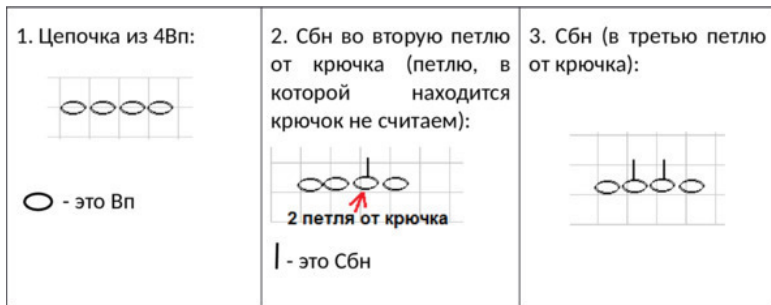 1. Цепочка из 4Вп:
- это Вп
2. Сбн во вторую петлю
от крючка (петлю, в
которой находится
крючок не считаем):
2 петля от крючка
- это Сбн
3. Сбн (в третью петлю
от крючка):